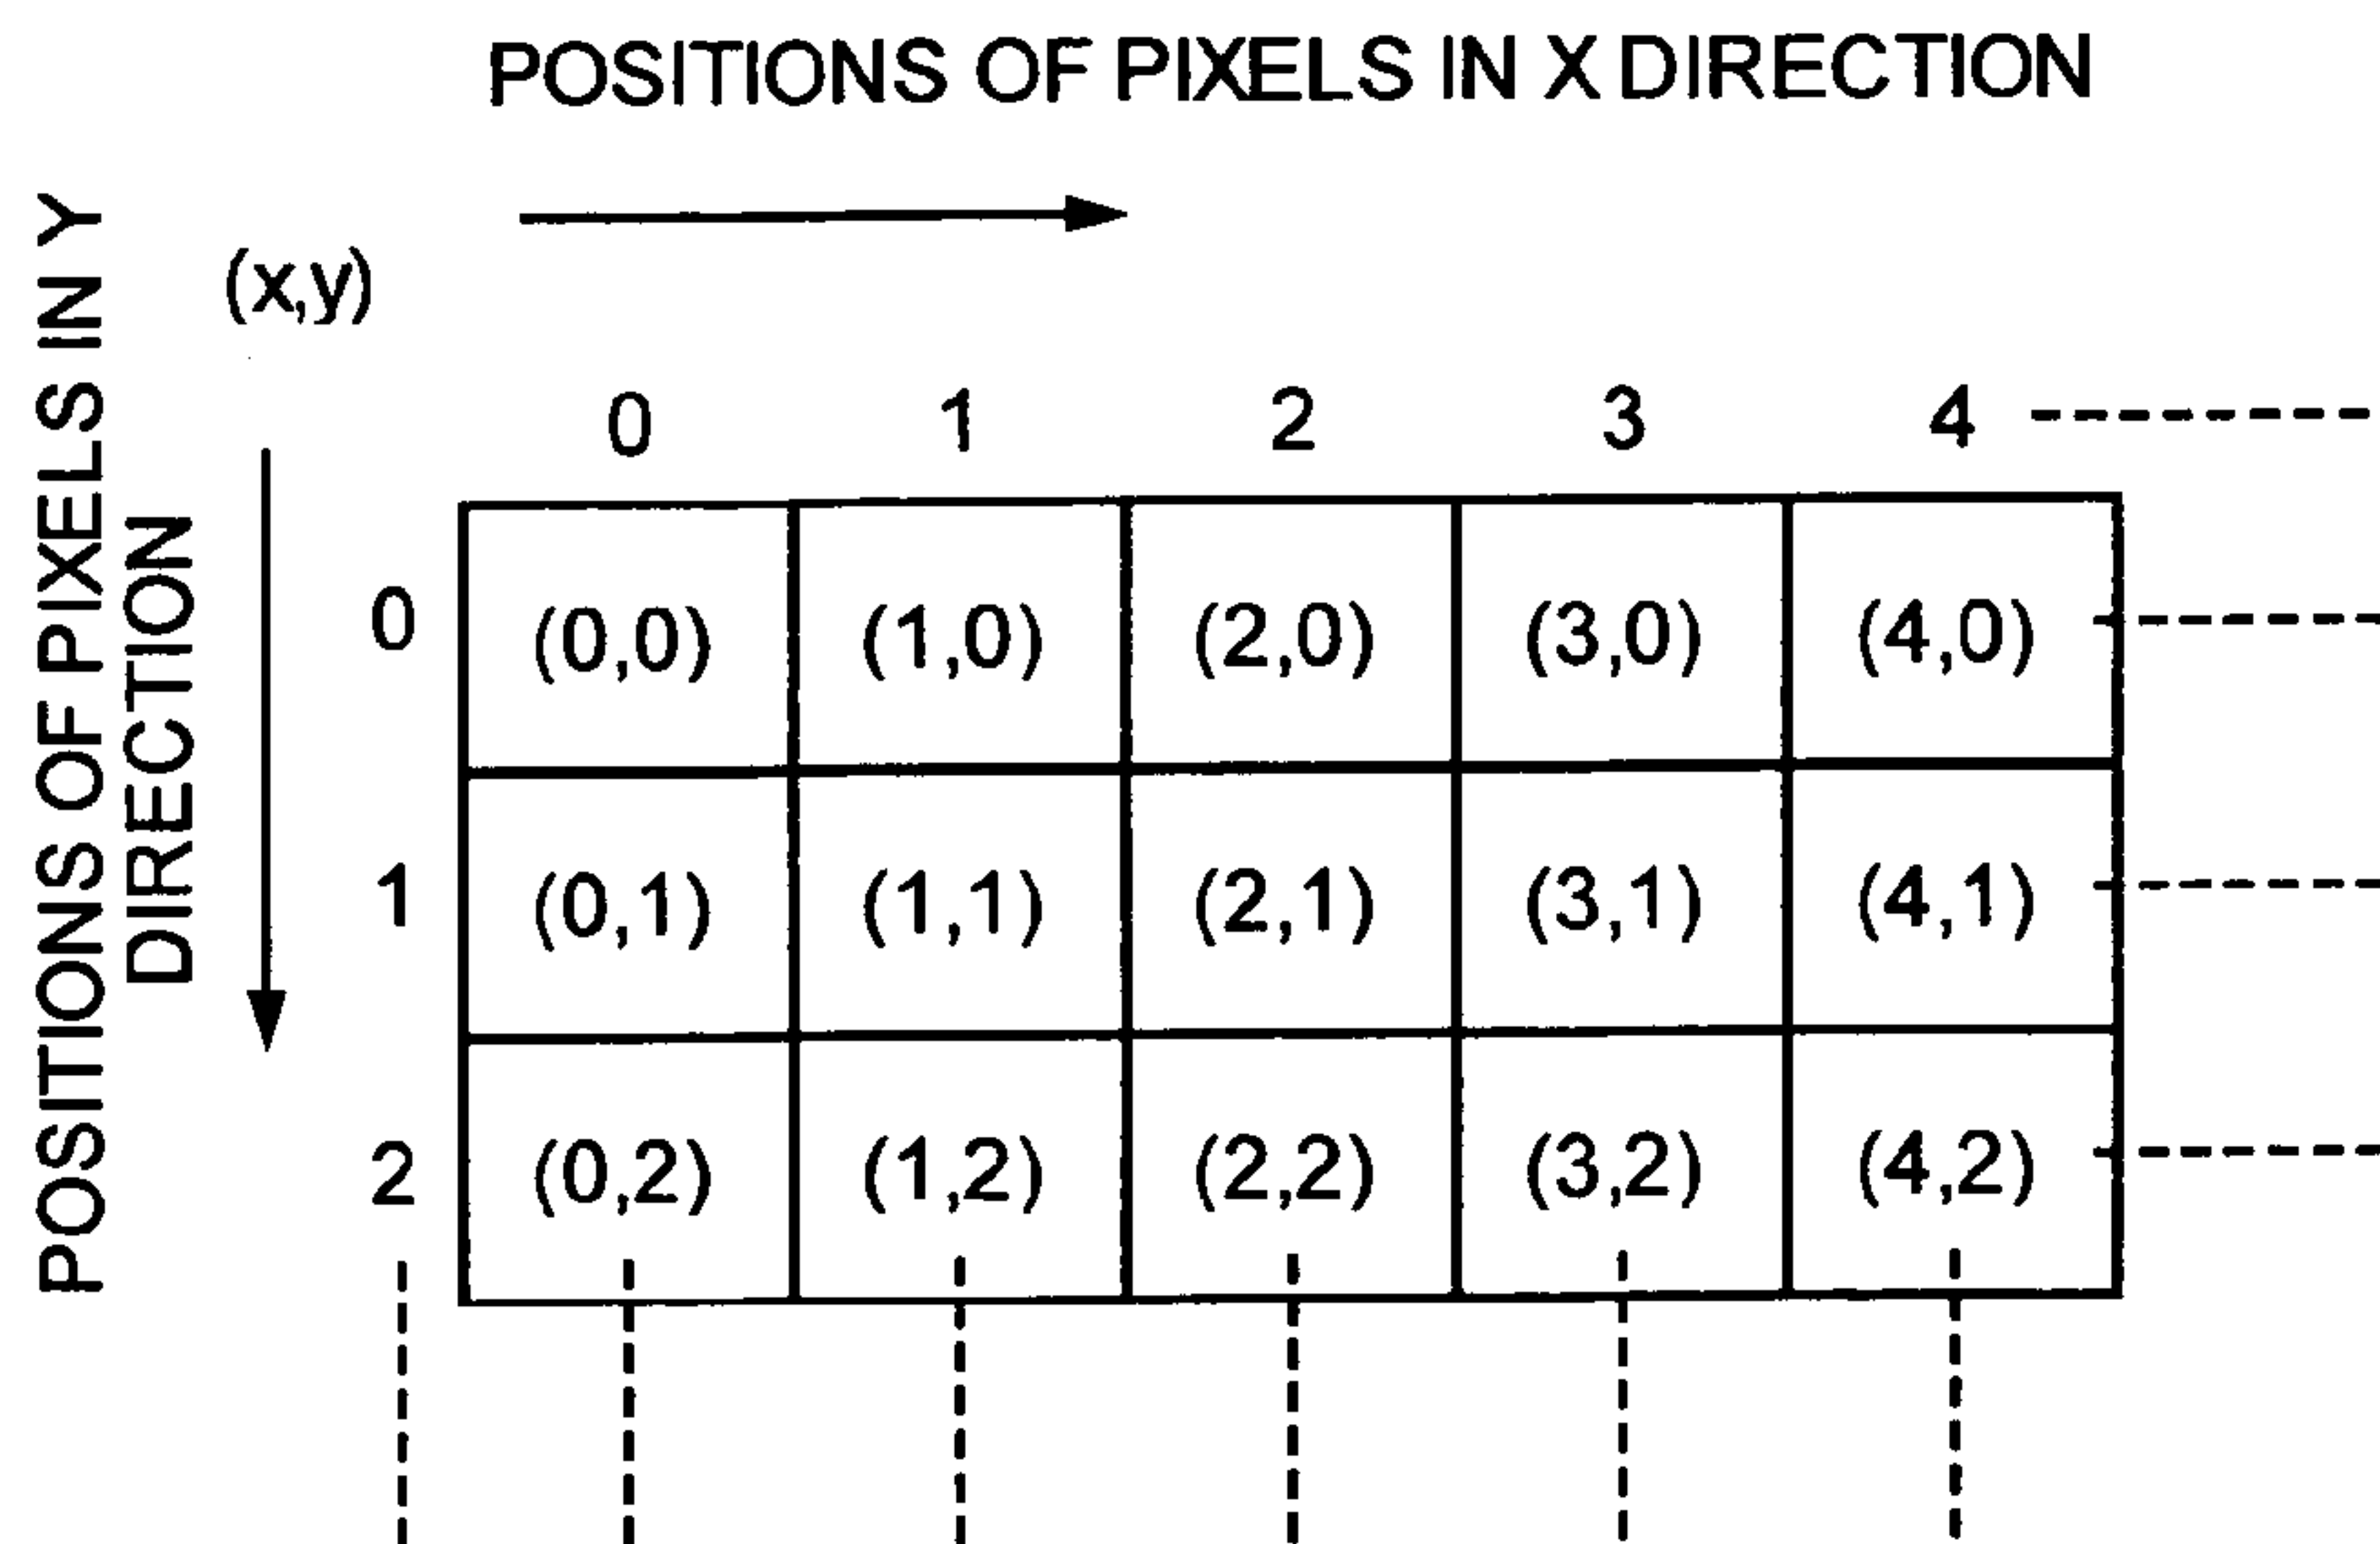 POSITIONS OF PIXELS IN X DIRECTION
POSITIONS OF PIXELS IN Y
DIRECTION
(x,y)
0 1 2 3 4
0 (0,0) (1,0) (2,0) (3,0) (4,0)
1 (0,1) (1,1) (2,1) (3,1) (4,1)
2 (0,2) (1,2) (2,2) (3,2) (4,2)